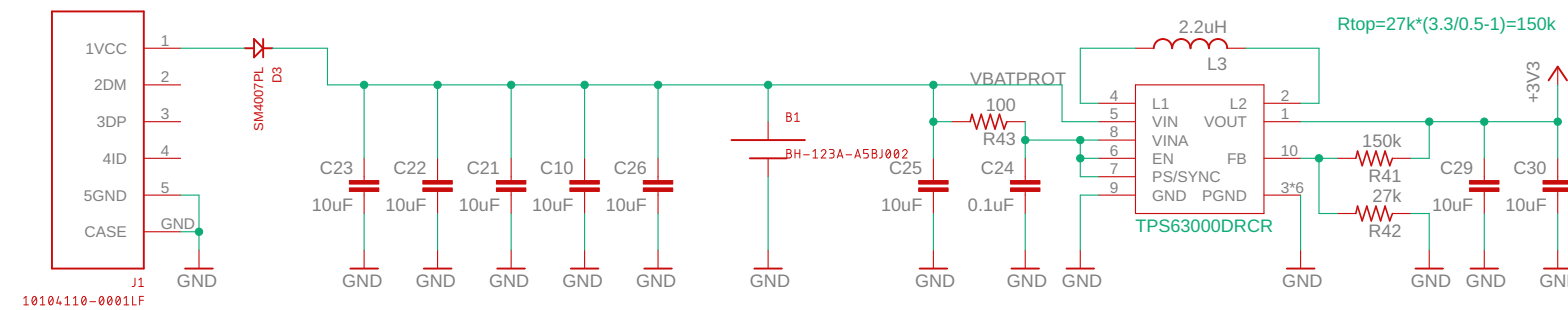 1VCC 1
2DM 2
3DP 3
4ID 4
5GND 5
CASE GND
J1
10104110-0001LF
GND
SM4007PL
D3
C23
10uF
GND
C22
10uF
GND
C21
10uF
GND
C10
10uF
GND
C26
10uF
GND
B1
BH-123A-A5BJ002
GND
VBATPROT
C25
10uF
GND
100
R43
C24
0.1uF
GND
GND
2.2uH
L3
4 L1 L2 2
5 VIN VOUT 1
8 VINA
6 EN FB 10
7 PS/SYNC
9 GND PGND 3*6
TPS63000DRCR
GND
Rtop=27k*(3.3/0.5-1)=150k
150k
R41
27k
R42
GND
C29
10uF
GND
+3V3
C30
10uF